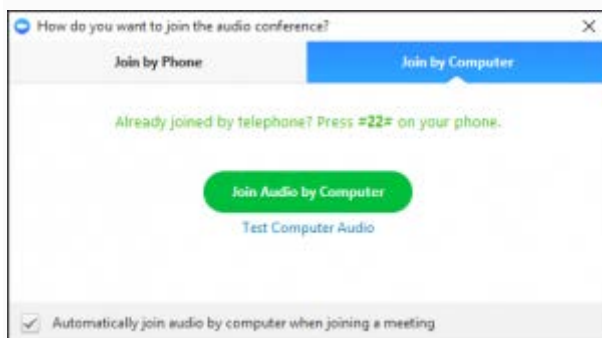 How do you want to join the audio conference?
Join by Phone
Join by Computer
Already joined by telephone? Press #22# on your phone.
Join Audio by Computer
Test Computer Audio
Automatically join audio by computer when joining a meeting